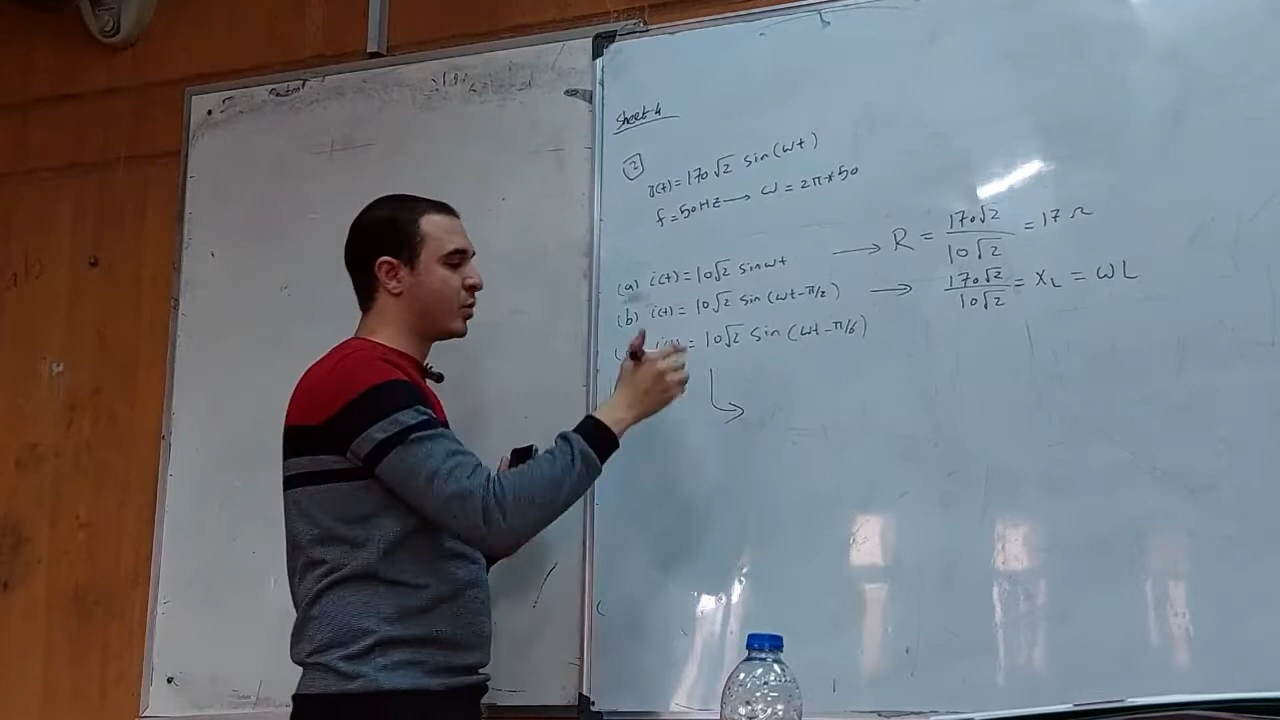 Sheet-4
2
v(t) = 170√2 sin(ωt)
f = 50Hz → ω = 2π*50
(a) i(t) = 10√2 sinωt → R = 170√2 / 10√2 = 17 Ω
(b) i(t) = 10√2 sin(ωt-π/2) → 170√2 / 10√2 = XL = ωL
= 10√2 sin(ωt-π/6)